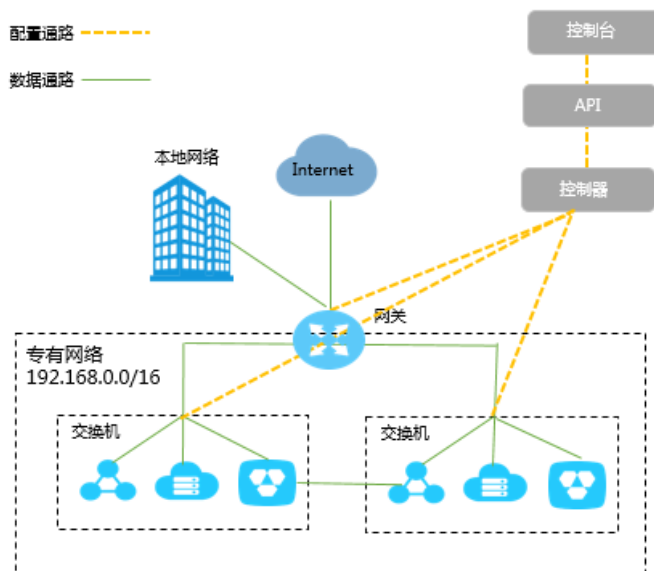 配置通路
数据通路
控制台
API
控制器
本地网络
Internet
网关
专有网络
192.168.0.0/16
交换机
交换机